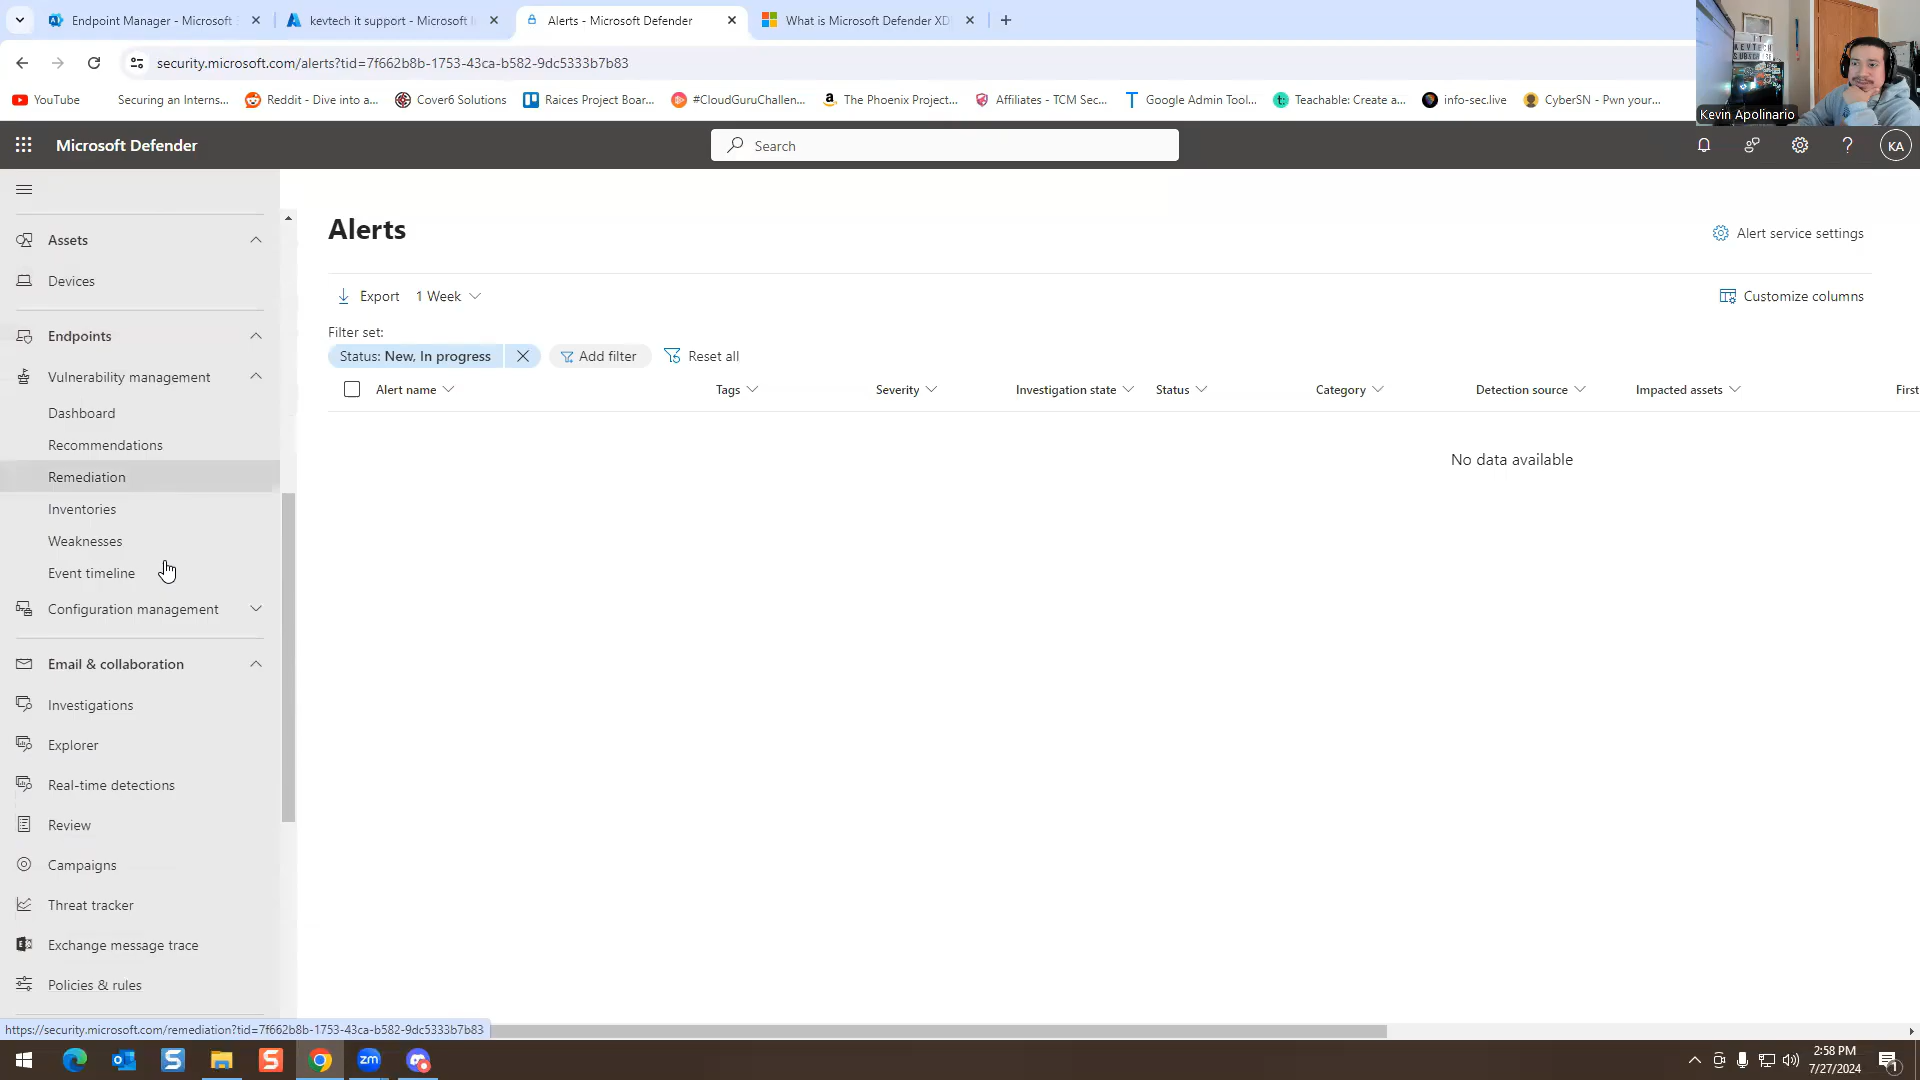 Endpoint Manager - Microsoft
kevtech it support - Microsoft
Alerts - Microsoft Defender
What is Microsoft Defender XD
security.microsoft.com/alerts?tid=7f662b8b-1753-43ca-b582-9dc5333b7b83
YouTube
Securing an Interns...
Reddit - Dive into a...
Cover6 Solutions
Raices Project Boar...
#CloudGuruChallen...
The Phoenix Project...
Affiliates - TCM Sec...
Google Admin Tool...
Teachable: Create a...
info-sec.live
CyberSN - Pwn your...
IT
KEVTECH
SUBSCRIBE
Kevin Apolinario
Microsoft Defender
Search
KA
Assets
Devices
Endpoints
Vulnerability management
Dashboard
Recommendations
Remediation
Inventories
Weaknesses
Event timeline
Configuration management
Email & collaboration
Investigations
Explorer
Real-time detections
Review
Campaigns
Threat tracker
Exchange message trace
Policies & rules
Alerts
Alert service settings
Export
1 Week
Customize columns
Filter set:
Status: New, In progress
Add filter
Reset all
Alert name
Tags
Severity
Investigation state
Status
Category
Detection source
Impacted assets
First
No data available
https://security.microsoft.com/remediation?tid=7f662b8b-1753-43ca-b582-9dc5333b7b83
zm
2:58 PM
7/27/2024
1